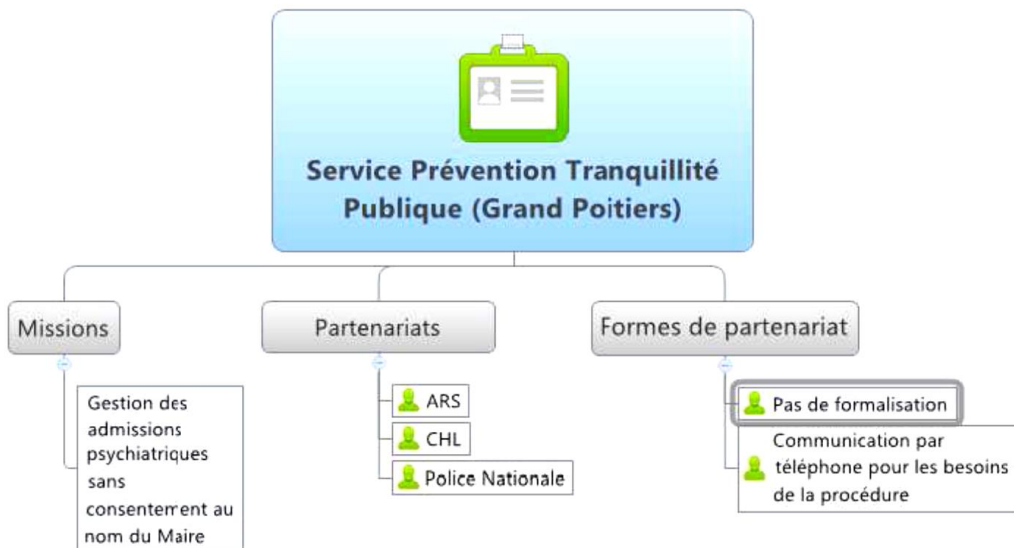 Service Prévention Tranquillité
Publique (Grand Poitiers)
Missions
Gestion des
admissions
psychiatriques
sans
consentement au
nom du Maire
Partenariats
ARS
CHL
Police Nationale
Formes de partenariat
Pas de formalisation
Communication par
téléphone pour les besoins
de la procédure